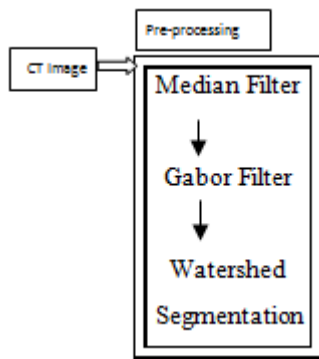 Pre-processing
CT Image
Median Filter
Gabor Filter
Watershed
Segmentation